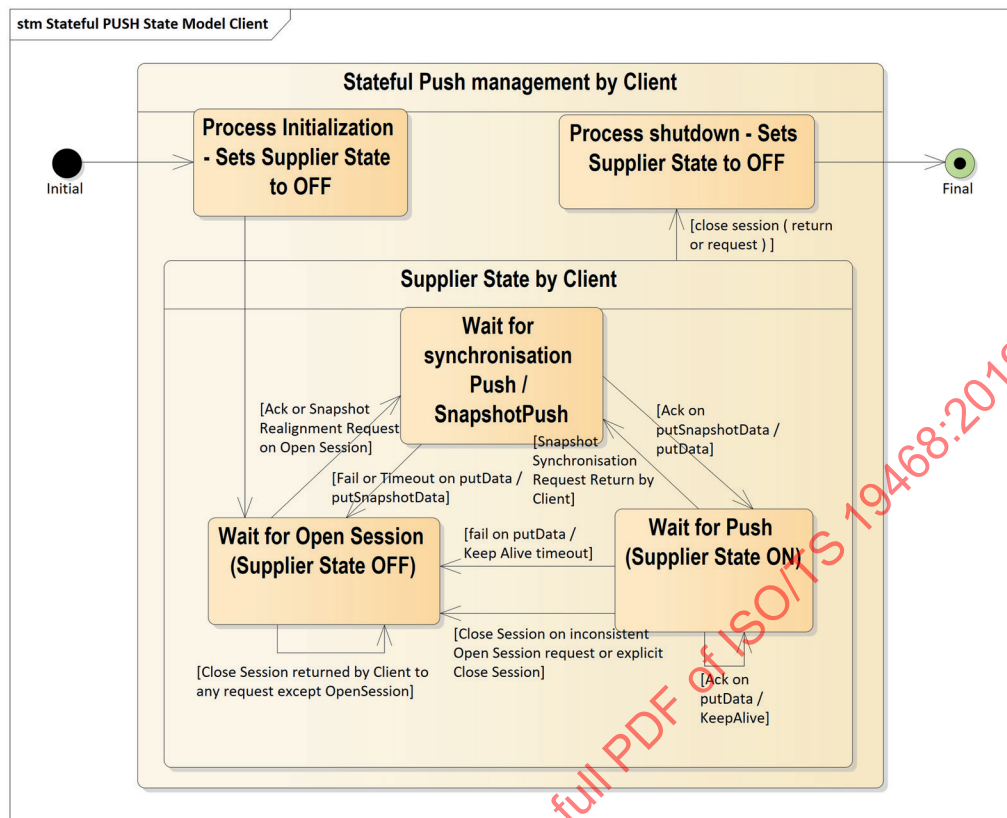 stm Stateful PUSH State Model Client
Stateful Push management by Client
Process Initialization
- Sets Supplier State
to OFF
Process shutdown - Sets
Supplier State to OFF
Initial
Final
[close session ( return
or request ) ]
Supplier State by Client
Wait for
synchronisation
Push /
SnapshotPush
[Ack or Snapshot
Realignment Request
on Open Session]
[Ack on
putSnapshotData /
putData]
[Snapshot
Synchronisation
Request Return by
Client]
[Fail or Timeout on putData /
putSnapshotData]
Wait for Open Session
(Supplier State OFF)
[fail on putData /
Keep Alive timeout]
Wait for Push
(Supplier State ON)
[Close Session on inconsistent
Open Session request or explicit
Close Session]
[Close Session returned by Client to
any request except OpenSession]
[Ack on
putData /
KeepAlive]
full PDF of ISO/TS 19468:2019